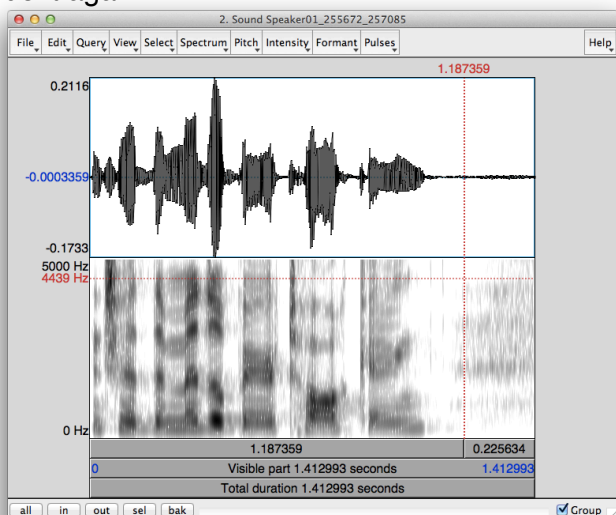 2. Sound Speaker01_255672_257085
File Edit Query View Select Spectrum Pitch Intensity Formant Pulses Help
1.187359
0.2116
-0.0003359
-0.1733
5000 Hz
4439 Hz
0 Hz
1.187359 0.225634
0 Visible part 1.412993 seconds 1.412993
Total duration 1.412993 seconds
all in out sel bak Group